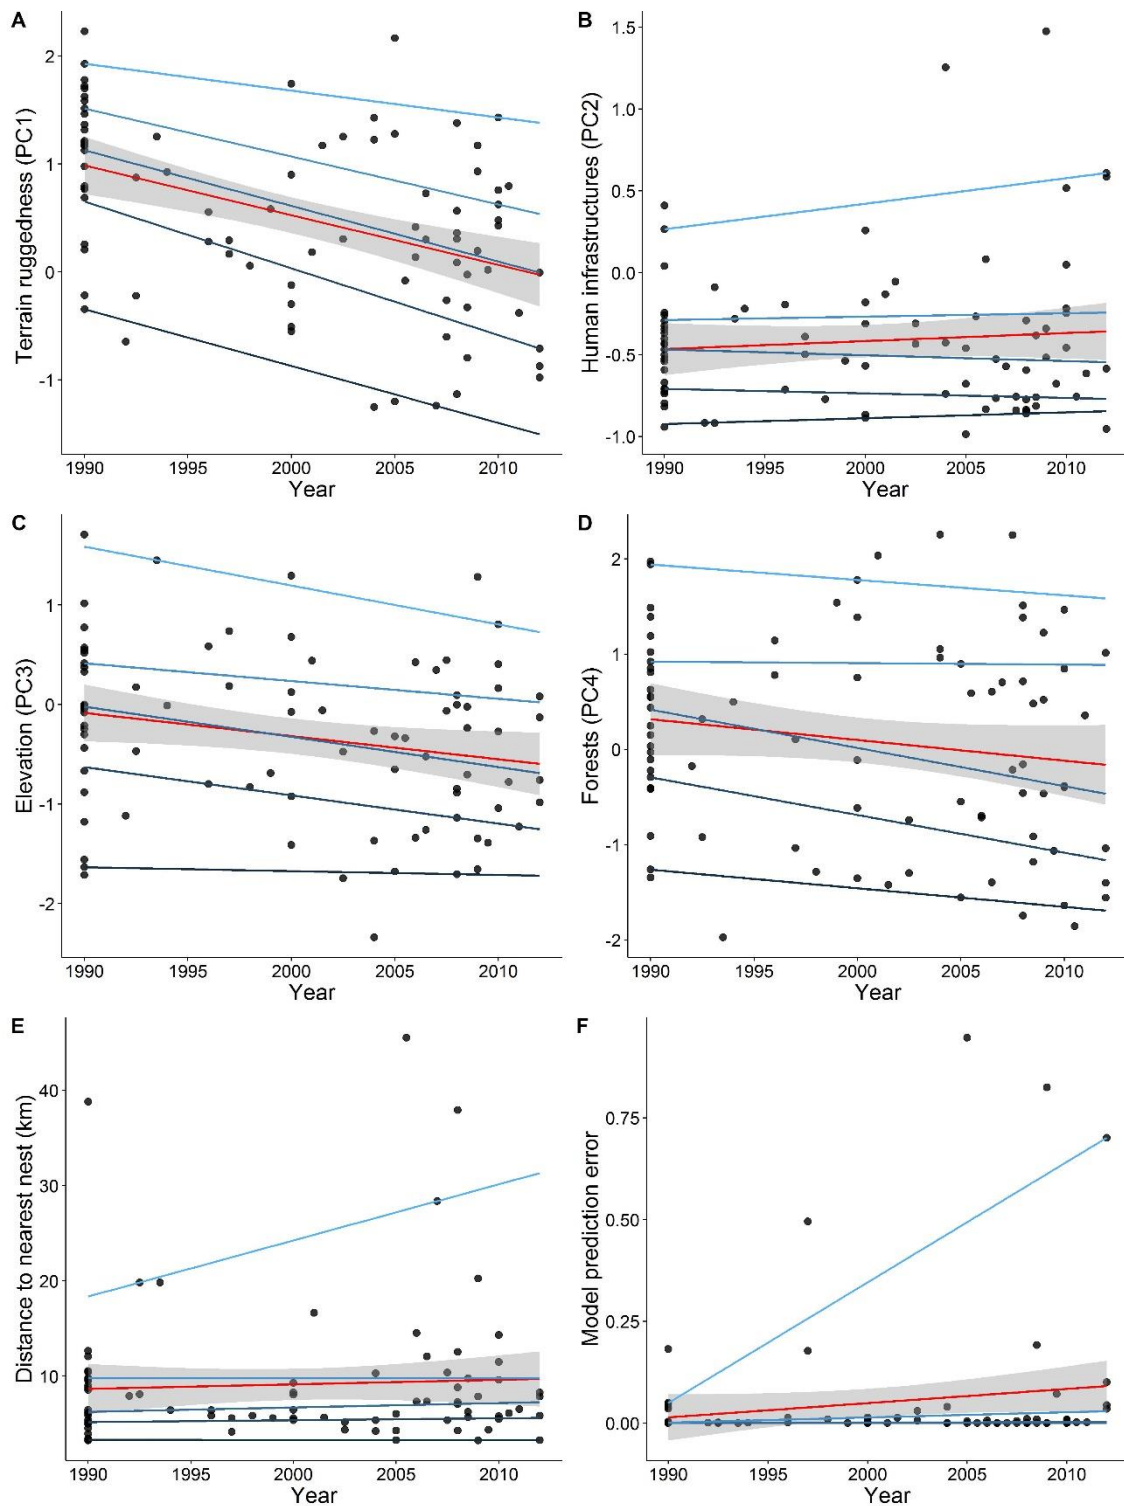 A
Terrain ruggedness (PC1)
2
1
0
-1
1990 1995 2000 2005 2010
Year
B
Human infrastructures (PC2)
1.5
1.0
0.5
0.0
-0.5
-1.0
1990 1995 2000 2005 2010
Year
C
Elevation (PC3)
1
0
-1
-2
1990 1995 2000 2005 2010
Year
D
Forests (PC4)
2
1
0
-1
-2
1990 1995 2000 2005 2010
Year
E
Distance to nearest nest (km)
40
30
20
10
1990 1995 2000 2005 2010
Year
F
Model prediction error
0.75
0.50
0.25
0.00
1990 1995 2000 2005 2010
Year